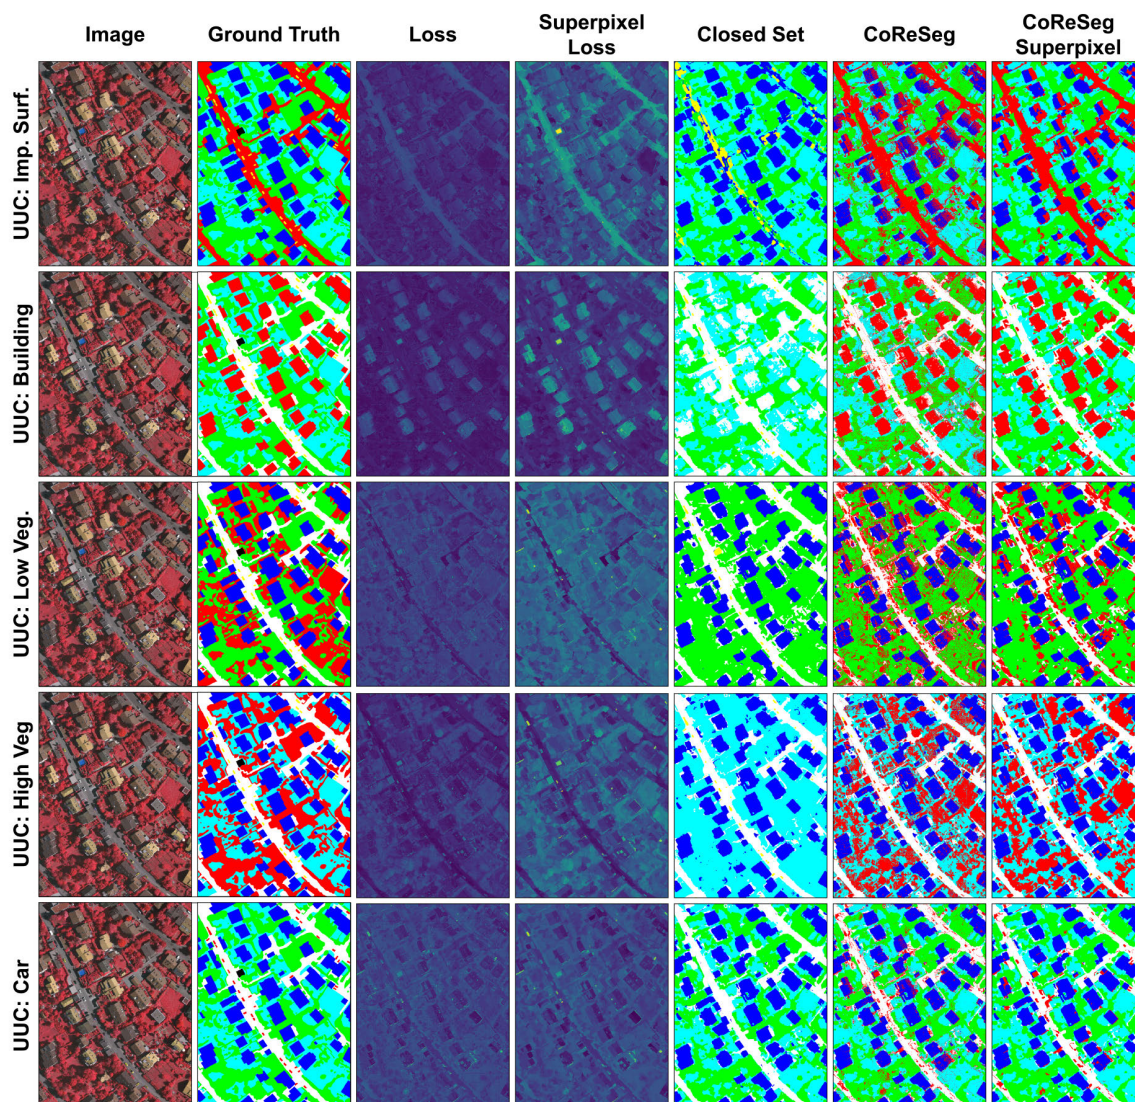 Image
Ground Truth
Loss
Superpixel
Loss
Closed Set
CoReSeg
CoReSeg
Superpixel
UUC: Imp. Surf.
UUC: Building
UUC: Low Veg.
UUC: High Veg
UUC: Car